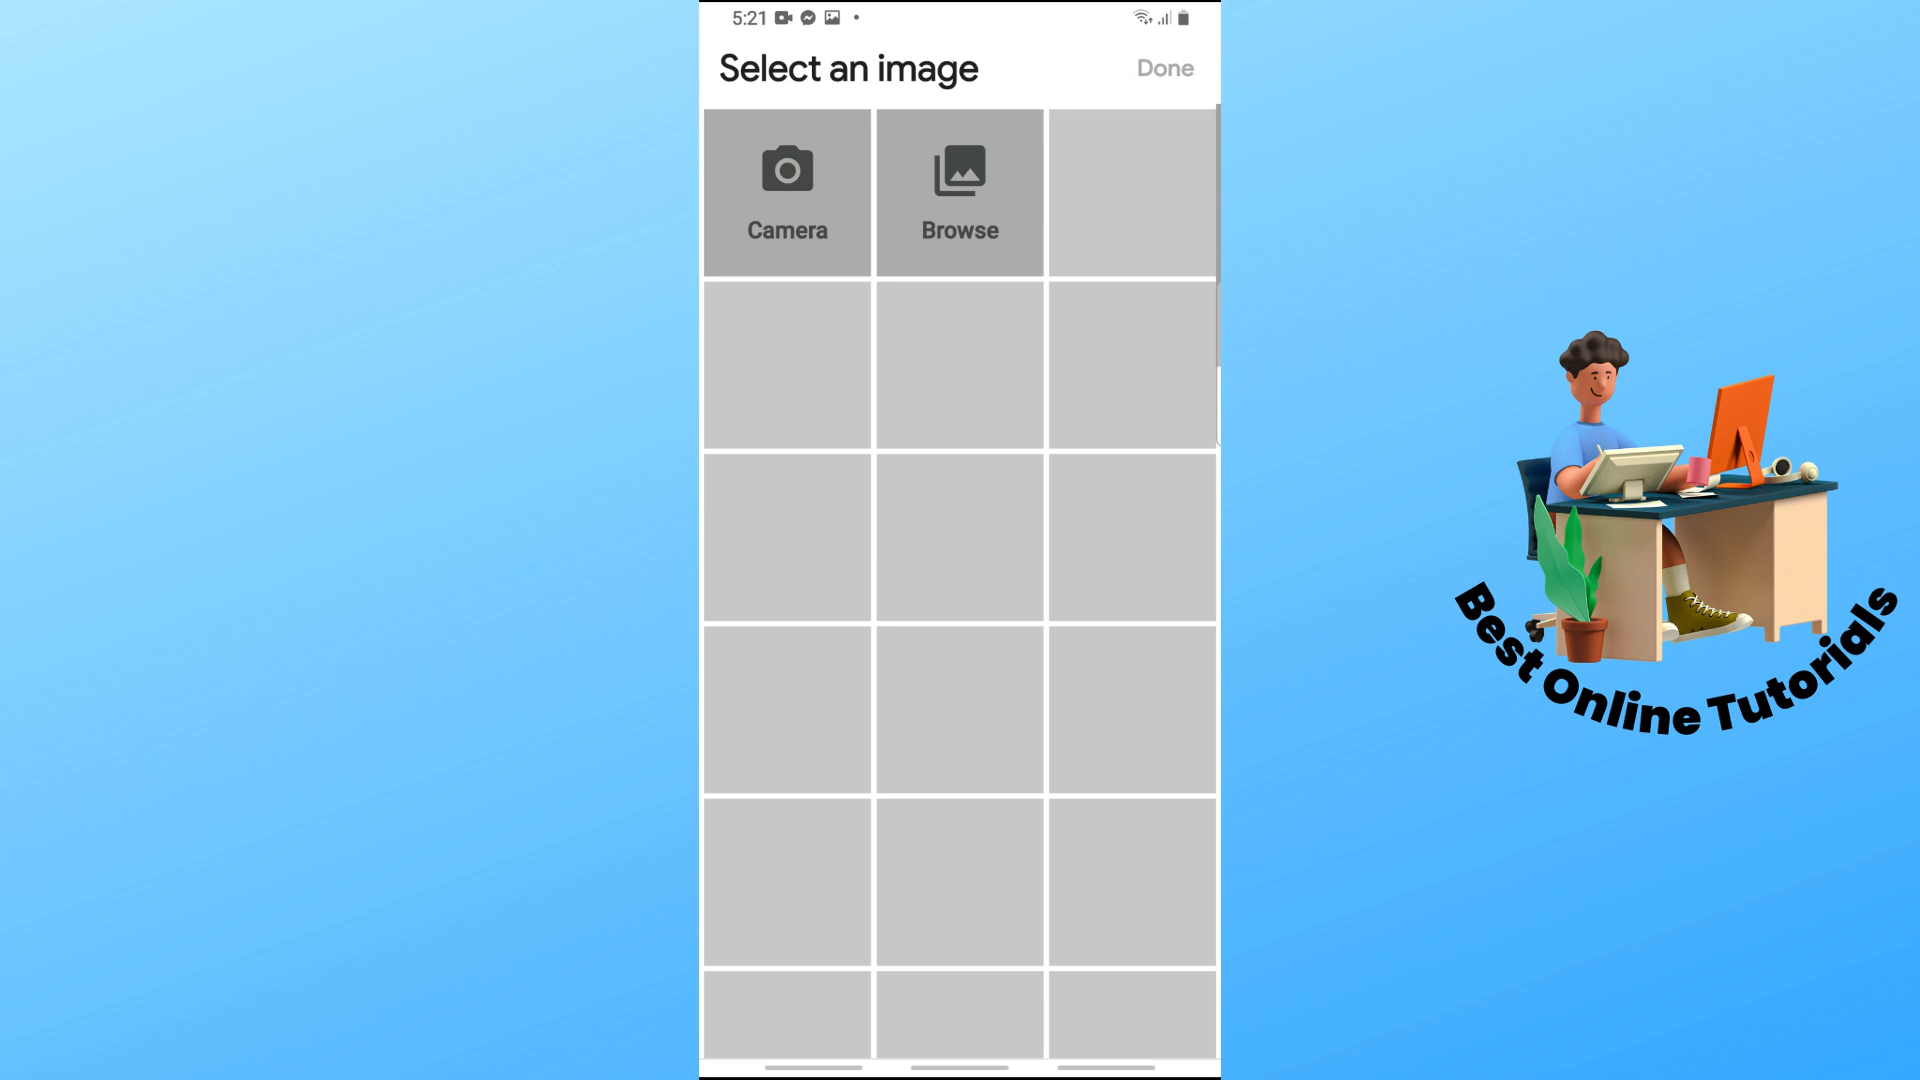 5:21
Select an image
Done
Camera
Browse
Best Online Tutorials